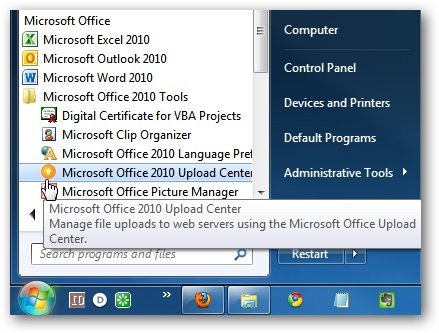 Microsoft Office
Microsoft Excel 2010
Microsoft Outlook 2010
Microsoft Word 2010
Microsoft Office 2010 Tools
Digital Certificate for VBA Projects
Microsoft Clip Organizer
Microsoft Office 2010 Language Pref
Microsoft Office 2010 Upload Center
Microsoft Office Picture Manager
Microsoft Office 2010 Upload Center
Manage file uploads to web servers using the Microsoft Office Upload
Center.
Search programs and files
Computer
Control Panel
Devices and Printers
Default Programs
Administrative Tools
Restart
D
»